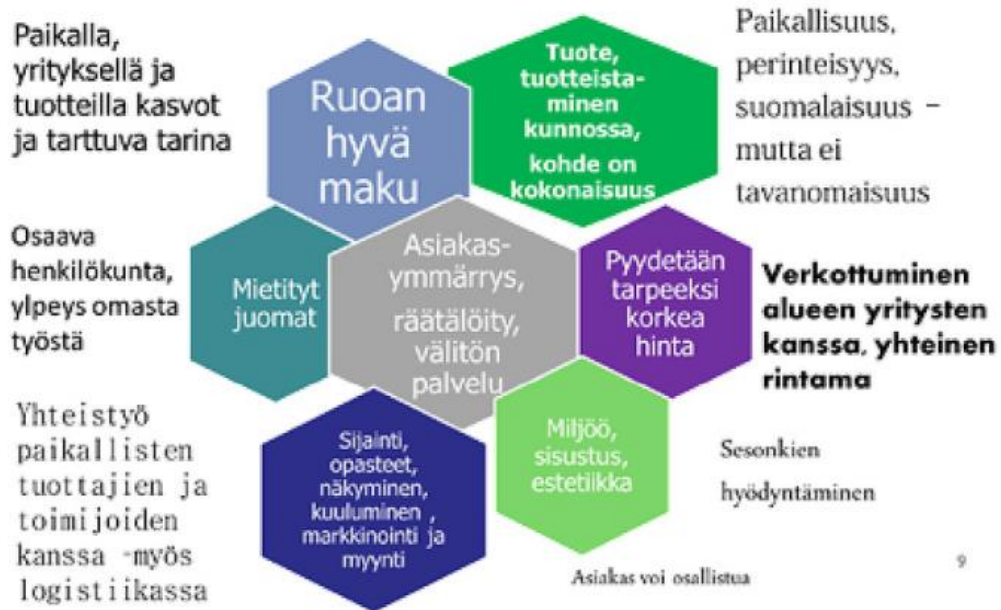 Paikalla,
yrityksellä ja
tuotteilla kasvot
ja tarttuva tarina
Ruoan
hyvä
maku
Tuote,
tuotteista-
minen
kunnossa,
kohde on
kokonaisuus
Paikallisuus,
perinteisyys,
suomalaisuus –
mutta ei
tavanomaisuus
Osaava
henkilökunta,
ylpeys omasta
työstä
Mietityt
juomat
Asiakas-
ymmärrys,
räätälöity,
välitön
palvelu
Pyydetään
tarpeeksi
korkea
hinta
Verkottuminen
alueen yritysten
kanssa, yhteinen
rintama
Yhteistyö
paikallisten
tuottajien ja
toimijoiden
kanssa -myös
logistiikassa
Sijainti,
opasteet,
näkyminen,
kuuluminen ,
markkinointi ja
myynti
Miljöö,
sisustus,
estetiikka
Sesonkien
hyödyntäminen
Asiakas voi osallistua
9